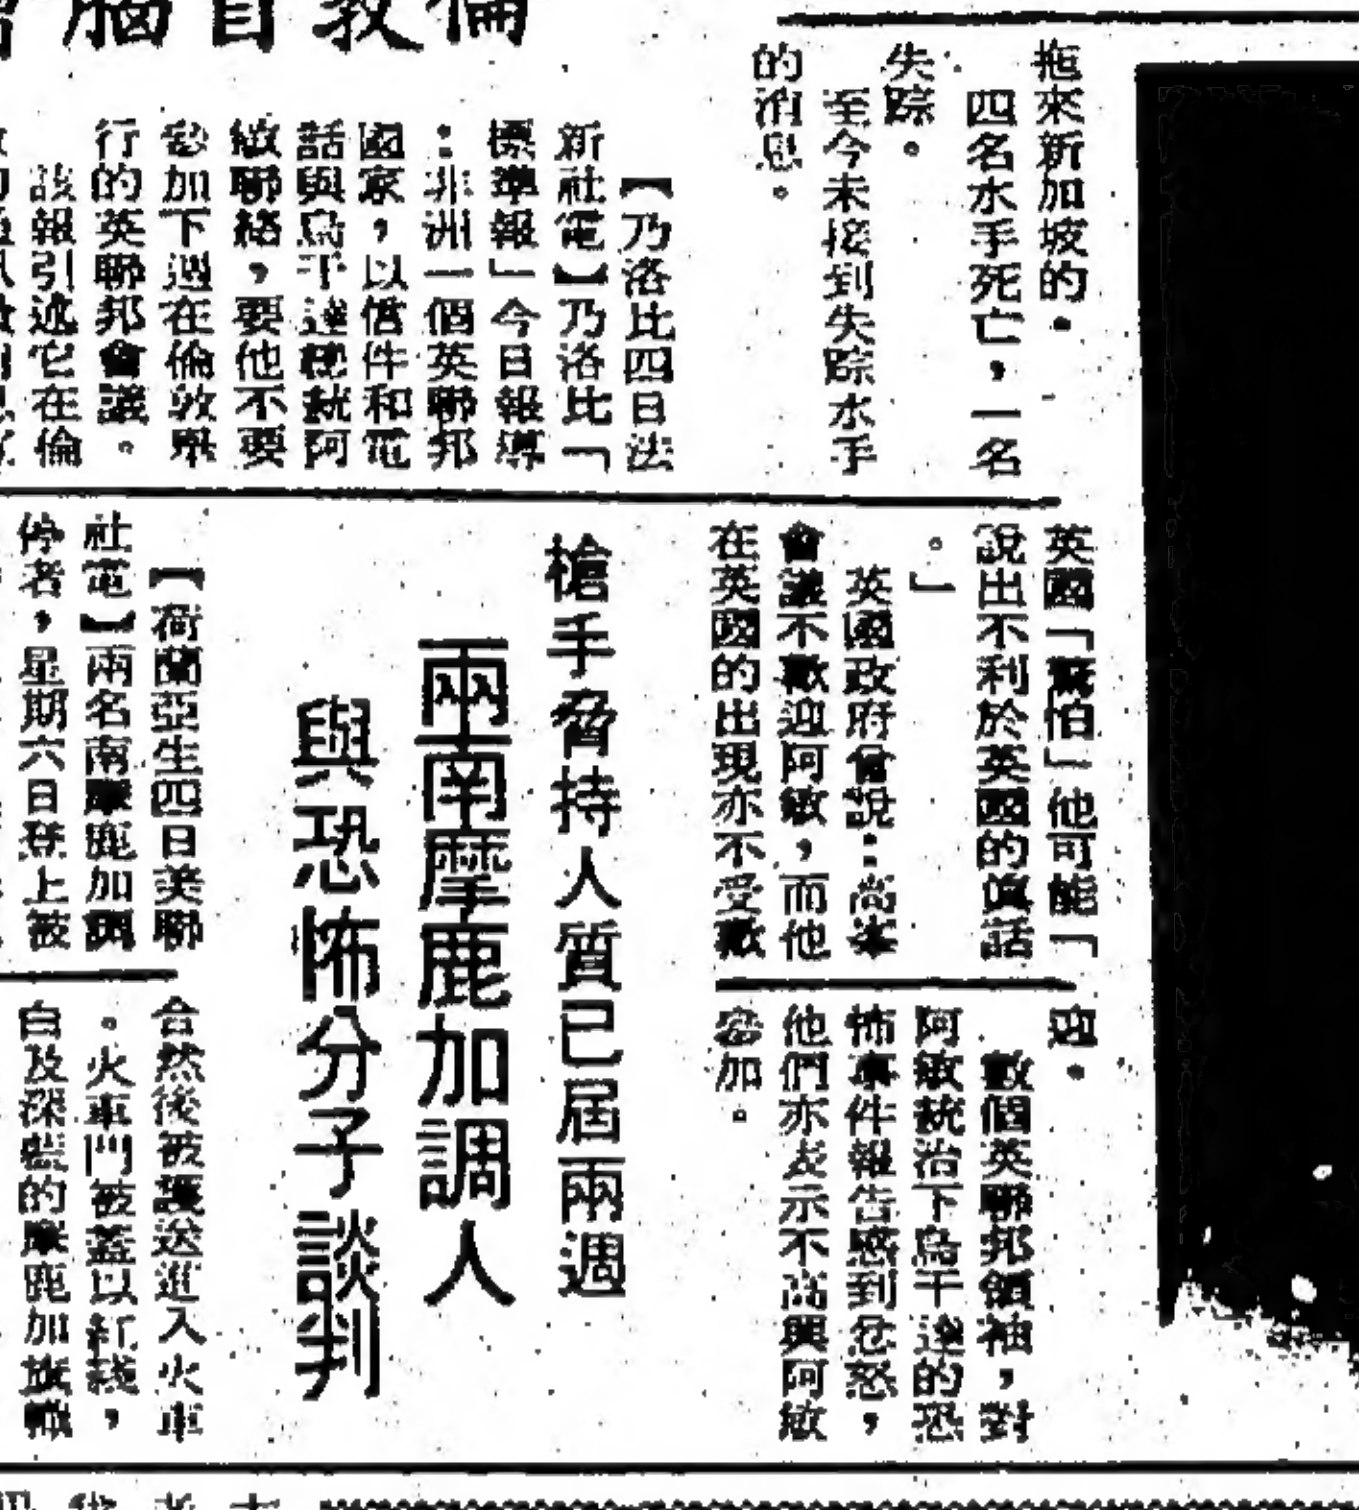 拖來新加坡的。
四名水手死亡，一名
失踪。
至今未接到失踪水手
的消息。
倫敦首腦
【乃洛比四日法
新社電】乃洛比「
標準報」今日報導
：非洲一個英聯邦
國家，以信件和電
話與烏干達總統阿
敏聯絡，要他不要
參加下週在倫敦舉
行的英聯邦會議。
該報引述它在倫
英國「驚怕」他可能「
說出不利於英國的眞話
。」
英國政府曾說：高峯
會議不歡迎阿敏，而他
在英國的出現亦不受歡
迎。
數個英聯邦領袖，對
阿敏統治下烏干達的恐
怖事件報告感到忿怒，
他們亦表示不高興阿敏
參加。
槍手脅持人質已屆兩週
兩南摩鹿加調人
與恐怖分子談判
【荷蘭亞生四日美聯
社電】兩名南摩鹿加調
停者，星期六日登上被
合然後被護送進入火車
。火車門被蓋以紅綫，
白及深藍的摩鹿加旗幟